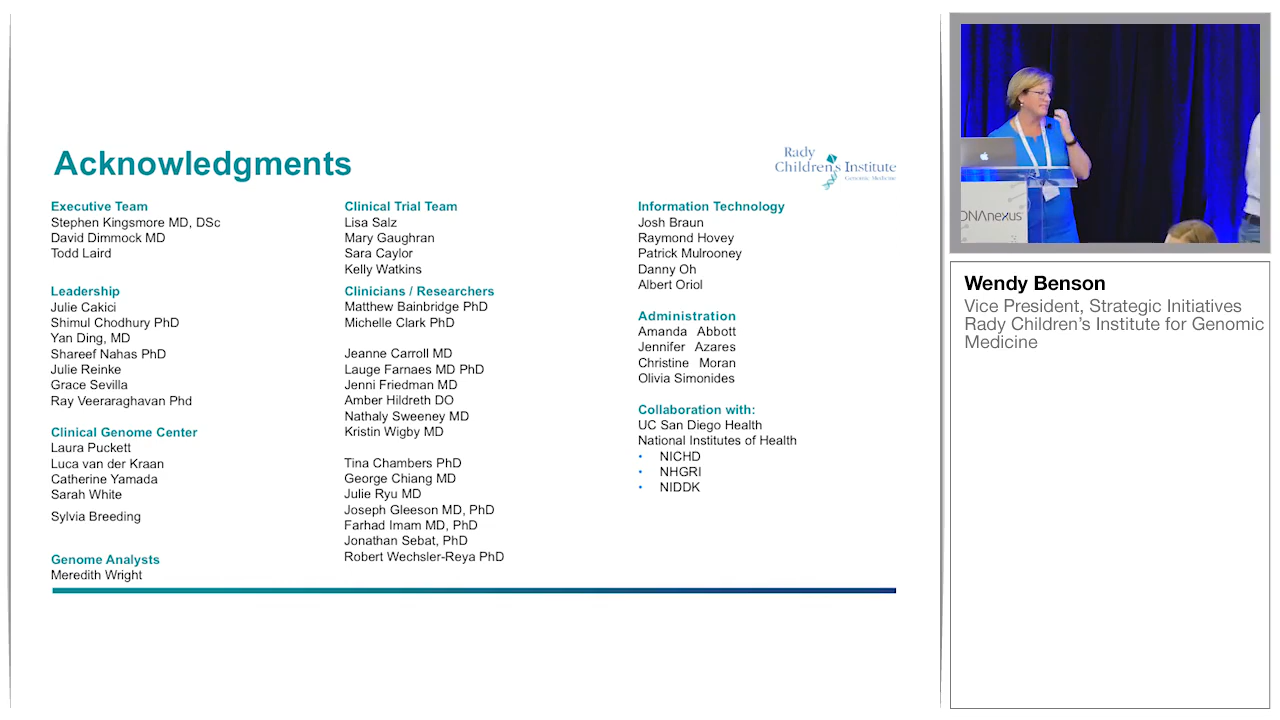 Acknowledgments
Rady
Children's Institute
Genomic Medicine
Executive Team
Stephen Kingsmore MD, DSc
David Dimmock MD
Todd Laird
Leadership
Julie Cakici
Shimul Chodhury PhD
Yan Ding, MD
Shareef Nahas PhD
Julie Reinke
Grace Sevilla
Ray Veeraraghavan Phd
Clinical Genome Center
Laura Puckett
Luca van der Kraan
Catherine Yamada
Sarah White
Sylvia Breeding
Genome Analysts
Meredith Wright
Clinical Trial Team
Lisa Salz
Mary Gaughran
Sara Caylor
Kelly Watkins
Clinicians / Researchers
Matthew Bainbridge PhD
Michelle Clark PhD
Jeanne Carroll MD
Lauge Farnaes MD PhD
Jenni Friedman MD
Amber Hildreth DO
Nathaly Sweeney MD
Kristin Wigby MD
Tina Chambers PhD
George Chiang MD
Julie Ryu MD
Joseph Gleeson MD, PhD
Farhad Imam MD, PhD
Jonathan Sebat, PhD
Robert Wechsler-Reya PhD
Information Technology
Josh Braun
Raymond Hovey
Patrick Mulrooney
Danny Oh
Albert Oriol
Administration
Amanda Abbott
Jennifer Azares
Christine Moran
Olivia Simonides
Collaboration with:
UC San Diego Health
National Institutes of Health
• NICHD
• NHGRI
• NIDDK
DNAnexus
Wendy Benson
Vice President, Strategic Initiatives
Rady Children's Institute for Genomic
Medicine